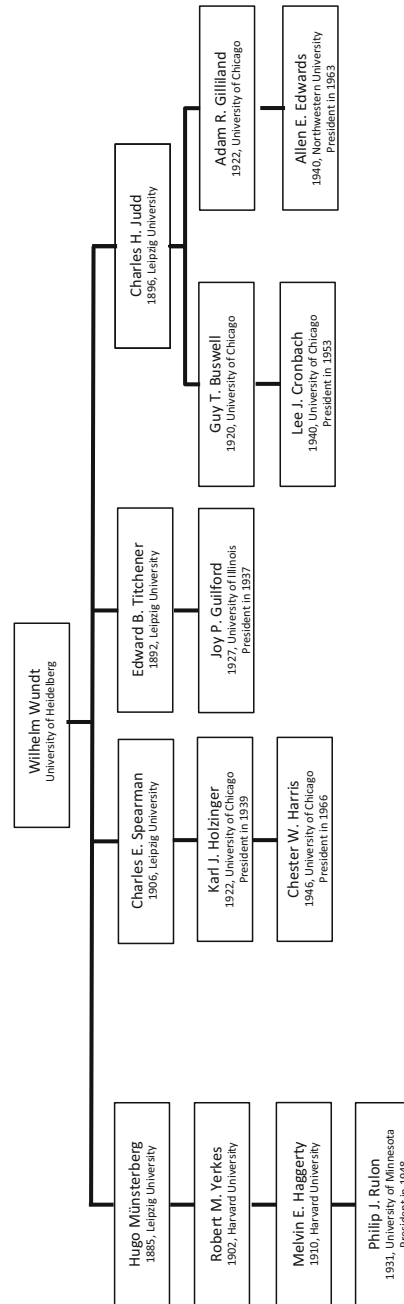 Wilhelm Wundt
University of Heidelberg
Hugo Münsterberg
1885, Leipzig University
Charles E. Spearman
1906, Leipzig University
Edward B. Titchener
1892, Leipzig University
Charles H. Judd
1896, Leipzig University
Robert M. Yerkes
1902, Harvard University
Karl J. Holzinger
1922, University of Chicago
President in 1939
Joy P. Guilford
1927, University of Illinois
President in 1937
Guy T. Buswell
1920, University of Chicago
Adam R. Gilliland
1922, University of Chicago
Melvin E. Haggerty
1910, Harvard University
Chester W. Harris
1946, University of Chicago
President in 1966
Lee J. Cronbach
1940, University of Chicago
President in 1953
Allen E. Edwards
1940, Northwestern University
President in 1963
Philip J. Rulon
1931, University of Minnesota
President in 1948